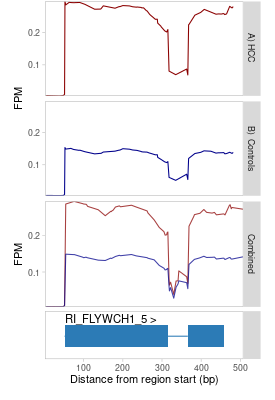 0.2
0.1
A) HCC
FPM
0.2
0.1
B) Controls
0.2
0.1
FPM
Combined
RI_FLYWCH1_5 >
100 200 300 400 500
Distance from region start (bp)